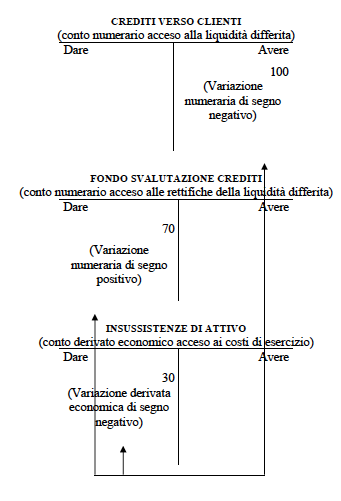 CREDITI VERSO CLIENTI
(conto numerario acceso alla liquidità differita)
Dare Avere
100
(Variazione
numeraria di segno
negativo)
FONDO SVALUTAZIONE CREDITI
(conto numerario acceso alle rettifiche della liquidità differita)
Dare Avere
70
(Variazione
numeraria di segno
positivo)
INSUSSISTENZE DI ATTIVO
(conto derivato economico acceso ai costi di esercizio)
Dare Avere
30
(Variazione derivata
economica di segno
negativo)